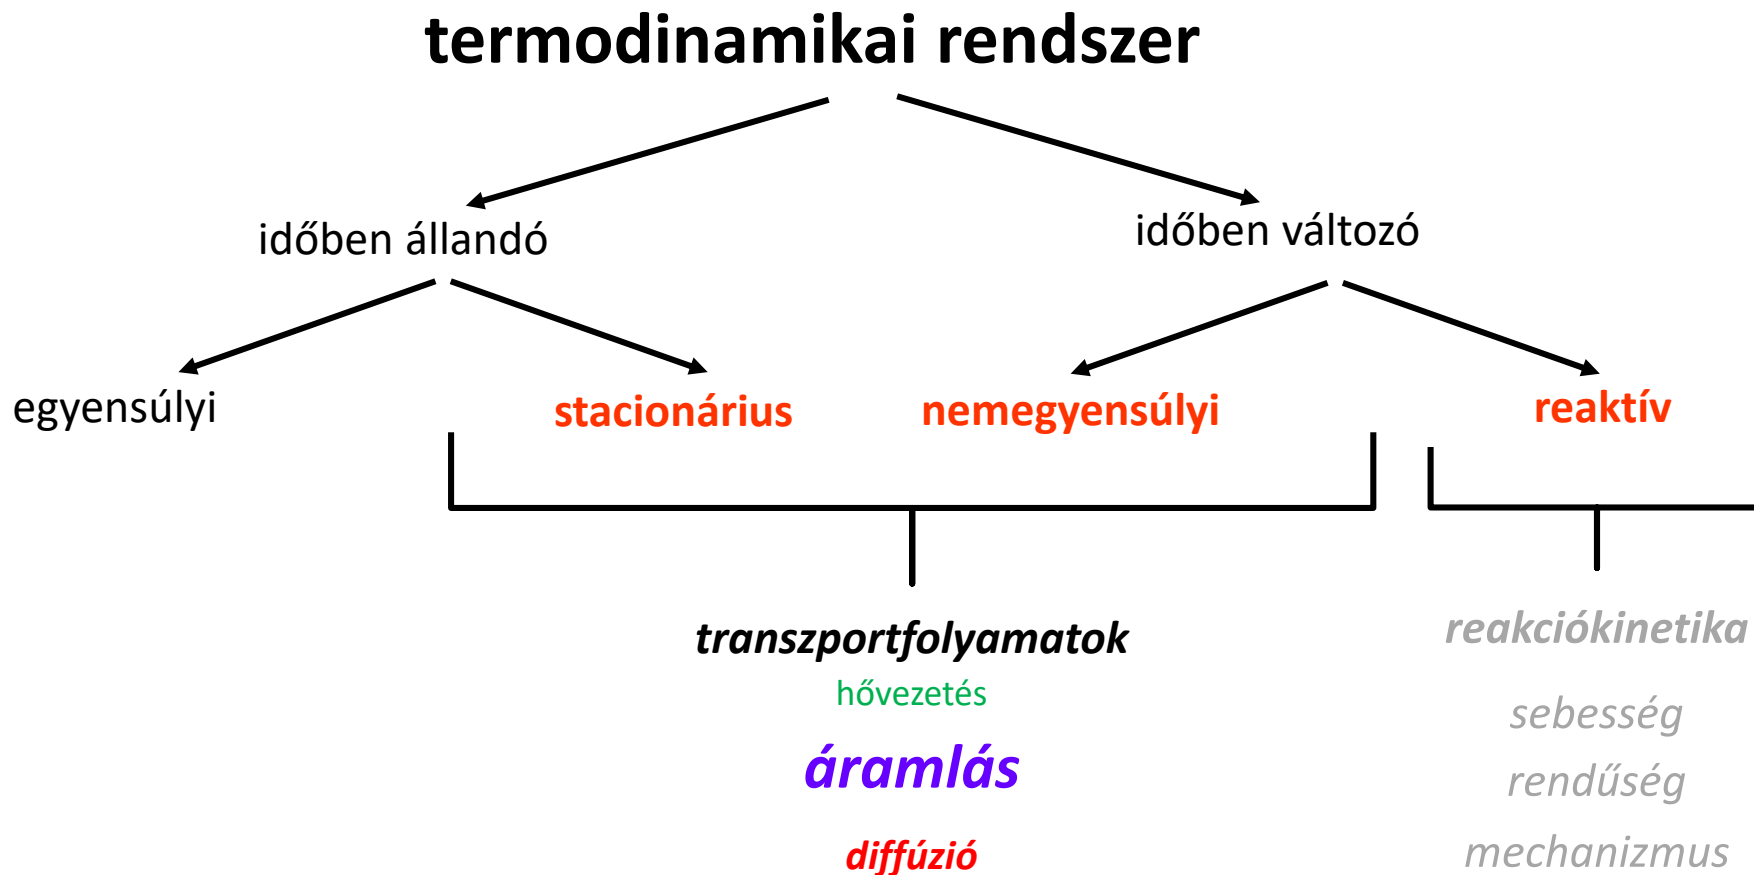 termodinamikai rendszer
időben állandó
időben változó
egyensúlyi
stacionárius
nemegyensúlyi
reaktív
transzportfolyamatok
hővezetés
áramlás
diffúzió
reakciókinetika
sebesség
rendűség
mechanizmus